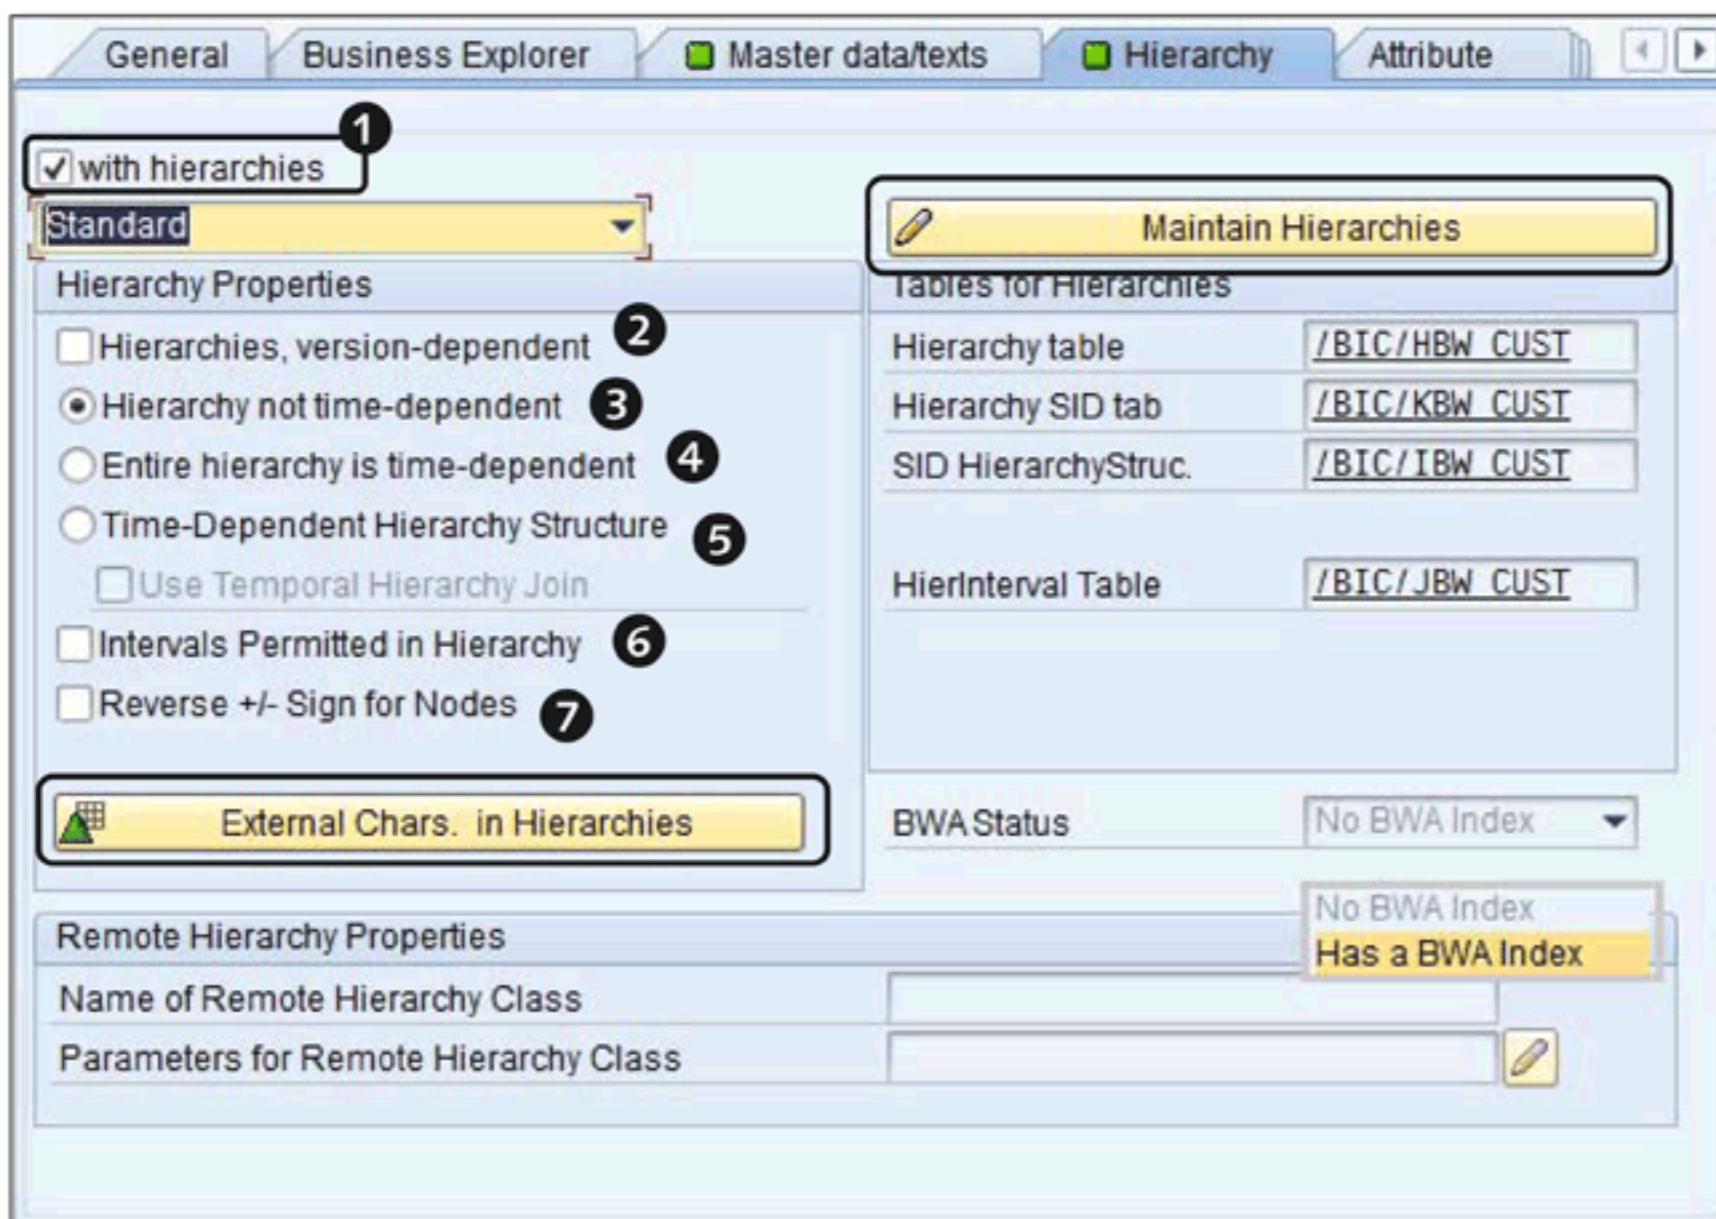 General Business Explorer Master data/texts Hierarchy Attribute
1
with hierarchies
Standard
Maintain Hierarchies
Hierarchy Properties
Hierarchies, version-dependent 2
Hierarchy not time-dependent 3
Entire hierarchy is time-dependent 4
Time-Dependent Hierarchy Structure 5
Use Temporal Hierarchy Join
Intervals Permitted in Hierarchy 6
Reverse +/- Sign for Nodes 7
External Chars. in Hierarchies
Tables for Hierarchies
Hierarchy table /BIC/HBW_CUST
Hierarchy SID tab /BIC/KBW_CUST
SID HierarchyStruc. /BIC/IBW_CUST
HierInterval Table /BIC/JBW_CUST
BWA Status No BWA Index
No BWA Index
Has a BWA Index
Remote Hierarchy Properties
Name of Remote Hierarchy Class
Parameters for Remote Hierarchy Class